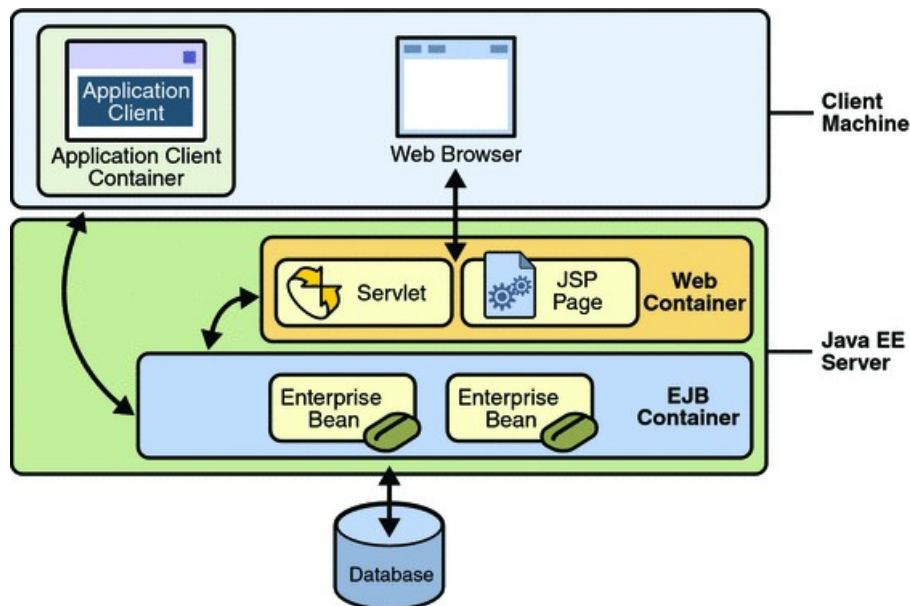 Application
Client
Application Client
Container
Web Browser
Client
Machine
Servlet
JSP
Page
Web
Container
Java EE
Server
Enterprise
Bean
Enterprise
Bean
EJB
Container
Database